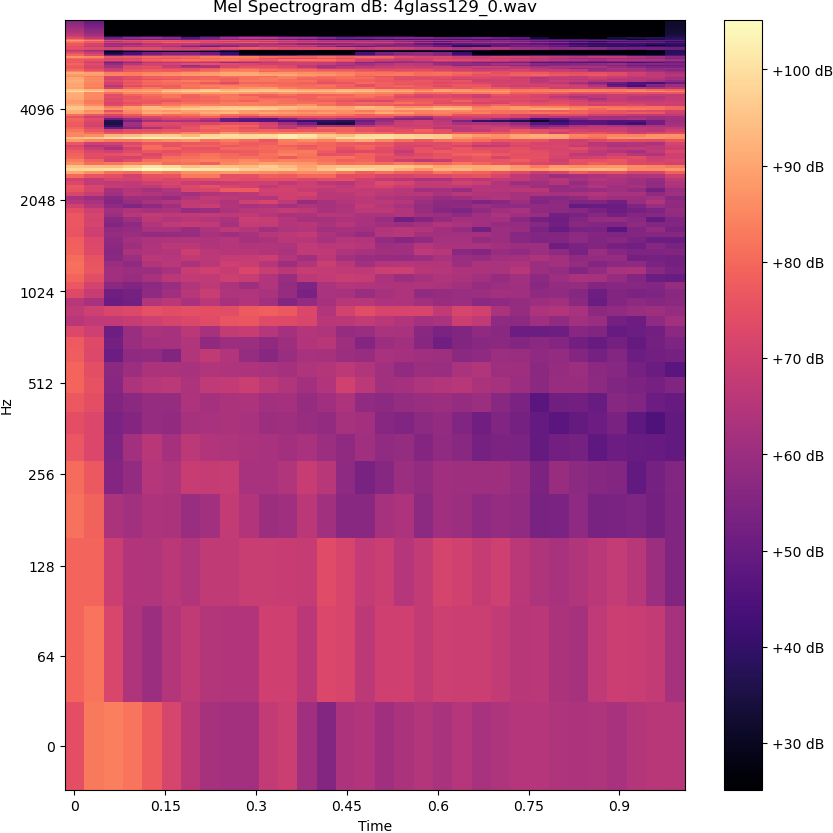 Mel Spectrogram dB: 4glass129_0.wav
+100 dB
4096
+90 dB
2048
+80 dB
1024
+70 dB
512
Hz
+60 dB
256
+50 dB
128
64
+40 dB
0
+30 dB
0 0.15 0.3 0.45 0.6 0.75 0.9
Time